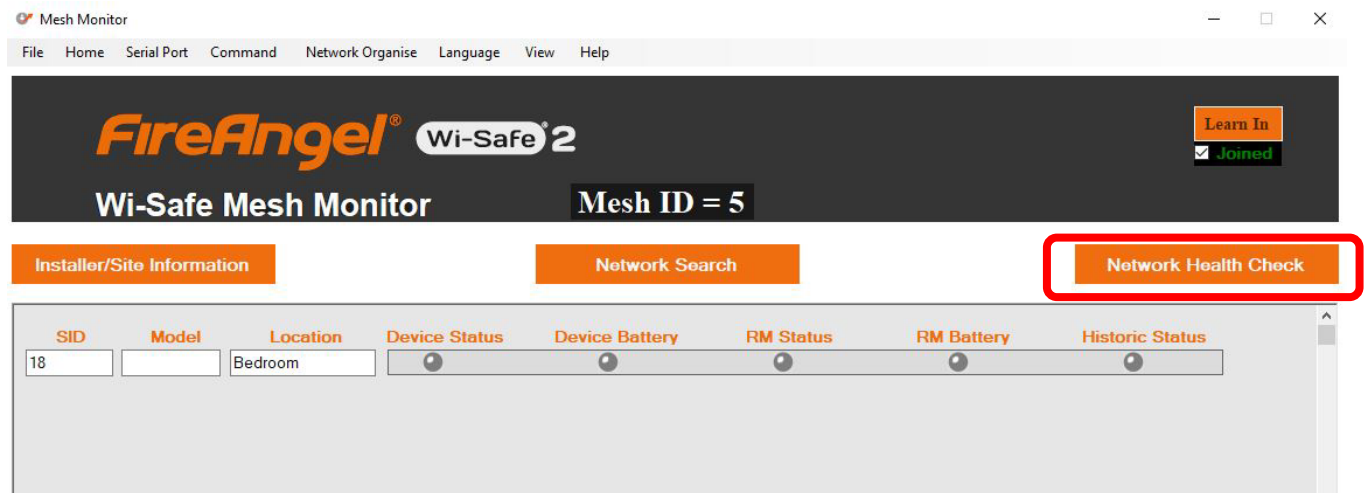 Mesh Monitor
File Home Serial Port Command Network Organise Language View Help
FireAngel® Wi-Safe 2
Learn In
Joined
Wi-Safe Mesh Monitor Mesh ID = 5
Installer/Site Information Network Search Network Health Check
SID Model Location Device Status Device Battery RM Status RM Battery Historic Status
18 Bedroom